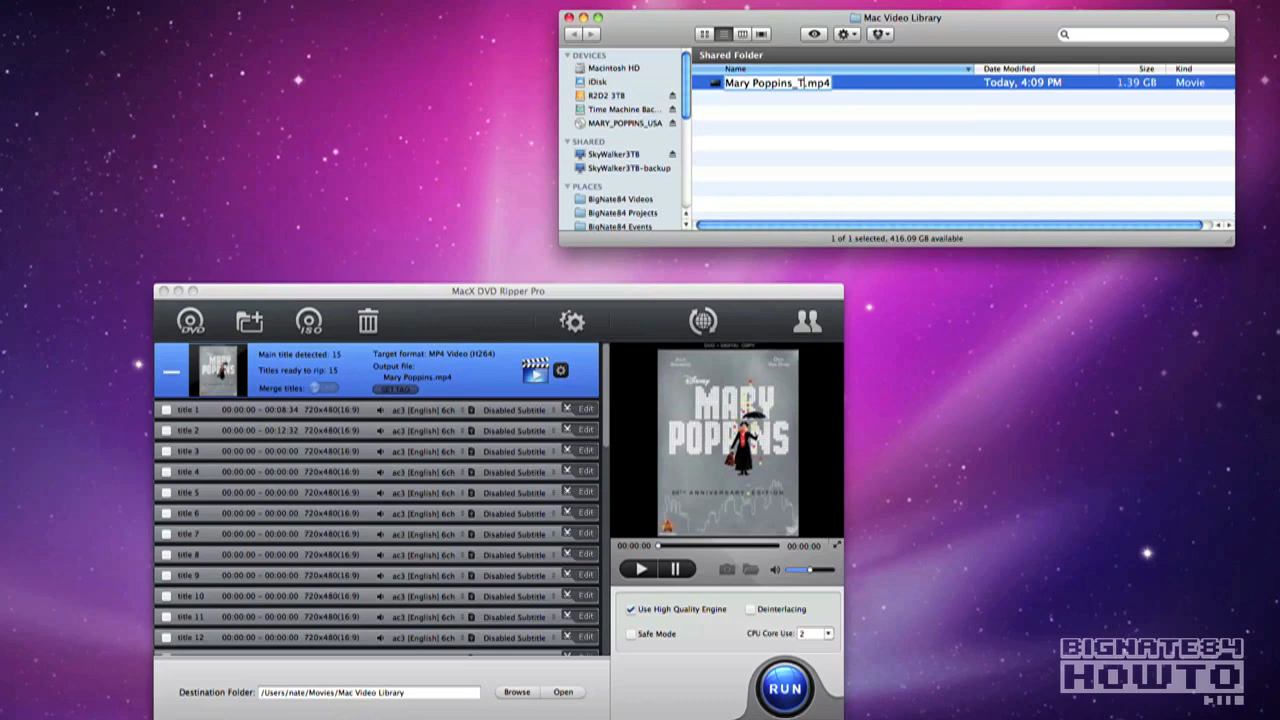 Mac Video Library
DEVICES
Macintosh HD
iDisk
R2D2 3TB
Time Machine Bac...
MARY_POPPINS_USA
SHARED
SkyWalker3TB
SkyWalker3TB-backup
PLACES
BigNate84 Videos
BigNate84 Projects
BigNate84 Events
Shared Folder
Name Date Modified Size Kind
Mary Poppins_T.mp4 Today, 4:09 PM 1.39 GB Movie
1 of 1 selected, 416.09 GB available
MacX DVD Ripper Pro
DVD
ISO
MARY
POPPINS
Main title detected: 15
Titles ready to rip: 15
Merge titles:
Target format: MP4 Video (H264)
Output file:
Mary Poppins.mp4
SET TAG
title 1 00:00:00 - 00:08:34 720x480(16:9) ac3 [English] 6ch Disabled Subtitle Edit
title 2 00:00:00 - 00:12:32 720x480(16:9) ac3 [English] 6ch Disabled Subtitle Edit
title 3 00:00:00 - 00:00:00 720x480(16:9) ac3 [English] 6ch Disabled Subtitle Edit
title 4 00:00:00 - 00:00:00 720x480(16:9) ac3 [English] 6ch Disabled Subtitle Edit
title 5 00:00:00 - 00:00:00 720x480(16:9) ac3 [English] 6ch Disabled Subtitle Edit
title 6 00:00:00 - 00:00:00 720x480(16:9) ac3 [English] 6ch Disabled Subtitle Edit
title 7 00:00:00 - 00:00:00 720x480(16:9) ac3 [English] 6ch Disabled Subtitle Edit
title 8 00:00:00 - 00:00:00 720x480(16:9) ac3 [English] 6ch Disabled Subtitle Edit
title 9 00:00:00 - 00:00:00 720x480(16:9) ac3 [English] 6ch Disabled Subtitle Edit
title 10 00:00:00 - 00:00:00 720x480(16:9) ac3 [English] 6ch Disabled Subtitle Edit
title 11 00:00:00 - 00:00:00 720x480(16:9) ac3 [English] 6ch Disabled Subtitle Edit
title 12 00:00:00 - 00:00:00 720x480(16:9) ac3 [English] 6ch Disabled Subtitle Edit
DVD + DIGITAL COPY
Disney
MARY
POPPINS
50TH ANNIVERSARY EDITION
00:00:00 00:00:00
Use High Quality Engine Deinterlacing
Safe Mode CPU Core Use: 2
Destination Folder: /Users/nate/Movies/Mac Video Library Browse Open
RUN
BIGNATE84
HOWTO